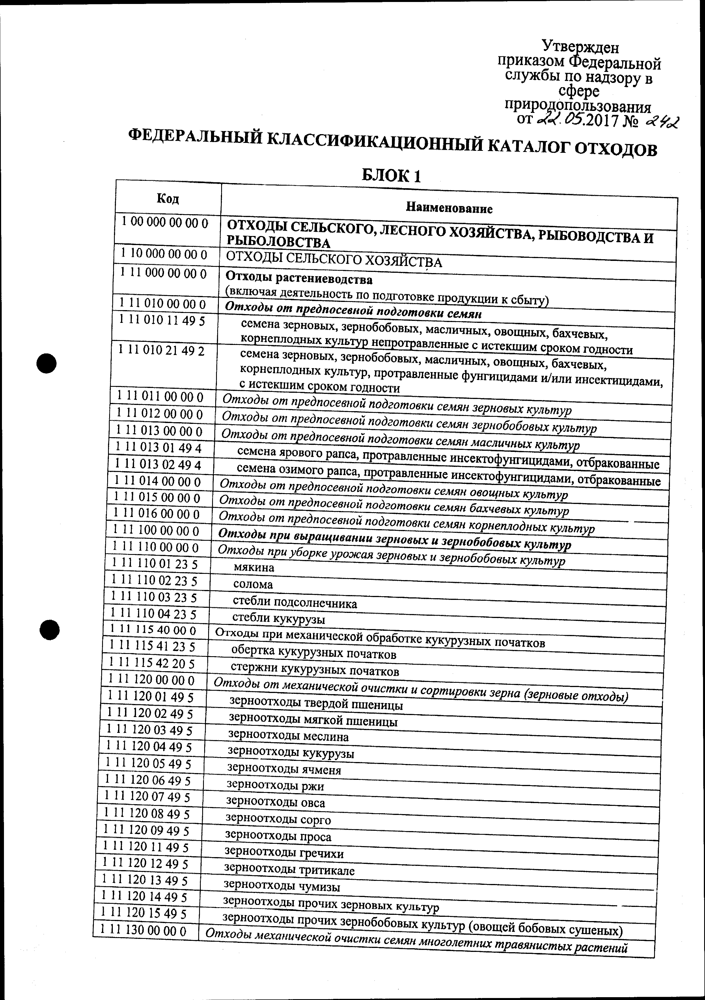 Утвержден
приказом Федеральной
службы по надзору в
сфере
природопользования
от 22.05.2017 № 242
ФЕДЕРАЛЬНЫЙ КЛАССИФИКАЦИОННЫЙ КАТАЛОГ ОТХОДОВ
БЛОК 1
Код Наименование
1 00 000 00 00 0 ОТХОДЫ СЕЛЬСКОГО, ЛЕСНОГО ХОЗЯЙСТВА, РЫБОВОДСТВА И
РЫБОЛОВСТВА
1 10 000 00 00 0 ОТХОДЫ СЕЛЬСКОГО ХОЗЯЙСТВА
1 11 000 00 00 0 Отходы растениеводства
(включая деятельность по подготовке продукции к сбыту)
1 11 010 00 00 0 Отходы от предпосевной подготовки семян
1 11 010 11 49 5 семена зерновых, зернобобовых, масличных, овощных, бахчевых,
корнеплодных культур непротравленные с истекшим сроком годности
1 11 010 21 49 2 семена зерновых, зернобобовых, масличных, овощных, бахчевых,
корнеплодных культур, протравленные фунгицидами и/или инсектицидами,
с истекшим сроком годности
1 11 011 00 00 0 Отходы от предпосевной подготовки семян зерновых культур
1 11 012 00 00 0 Отходы от предпосевной подготовки семян зернобобовых культур
1 11 013 00 00 0 Отходы от предпосевной подготовки семян масличных культур
1 11 013 01 49 4 семена ярового рапса, протравленные инсектофунгицидами, отбракованные
1 11 013 02 49 4 семена озимого рапса, протравленные инсектофунгицидами, отбракованные
1 11 014 00 00 0 Отходы от предпосевной подготовки семян овощных культур
1 11 015 00 00 0 Отходы от предпосевной подготовки семян бахчевых культур
1 11 016 00 00 0 Отходы от предпосевной подготовки семян корнеплодных культур
1 11 100 00 00 0 Отходы при выращивании зерновых и зернобобовых культур
1 11 110 00 00 0 Отходы при уборке урожая зерновых и зернобобовых культур
1 11 110 01 23 5 мякина
1 11 110 02 23 5 солома
1 11 110 03 23 5 стебли подсолнечника
1 11 110 04 23 5 стебли кукурузы
1 11 115 40 00 0 Отходы при механической обработке кукурузных початков
1 11 115 41 23 5 обертка кукурузных початков
1 11 115 42 20 5 стержни кукурузных початков
1 11 120 00 00 0 Отходы от механической очистки и сортировки зерна (зерновые отходы)
1 11 120 01 49 5 зерноотходы твердой пшеницы
1 11 120 02 49 5 зерноотходы мягкой пшеницы
1 11 120 03 49 5 зерноотходы меслина
1 11 120 04 49 5 зерноотходы кукурузы
1 11 120 05 49 5 зерноотходы ячменя
1 11 120 06 49 5 зерноотходы ржи
1 11 120 07 49 5 зерноотходы овса
1 11 120 08 49 5 зерноотходы сорго
1 11 120 09 49 5 зерноотходы проса
1 11 120 11 49 5 зерноотходы гречихи
1 11 120 12 49 5 зерноотходы тритикале
1 11 120 13 49 5 зерноотходы чумизы
1 11 120 14 49 5 зерноотходы прочих зерновых культур
1 11 120 15 49 5 зерноотходы прочих зернобобовых культур (овощей бобовых сушеных)
1 11 130 00 00 0 Отходы механической очистки семян многолетних травянистых растений